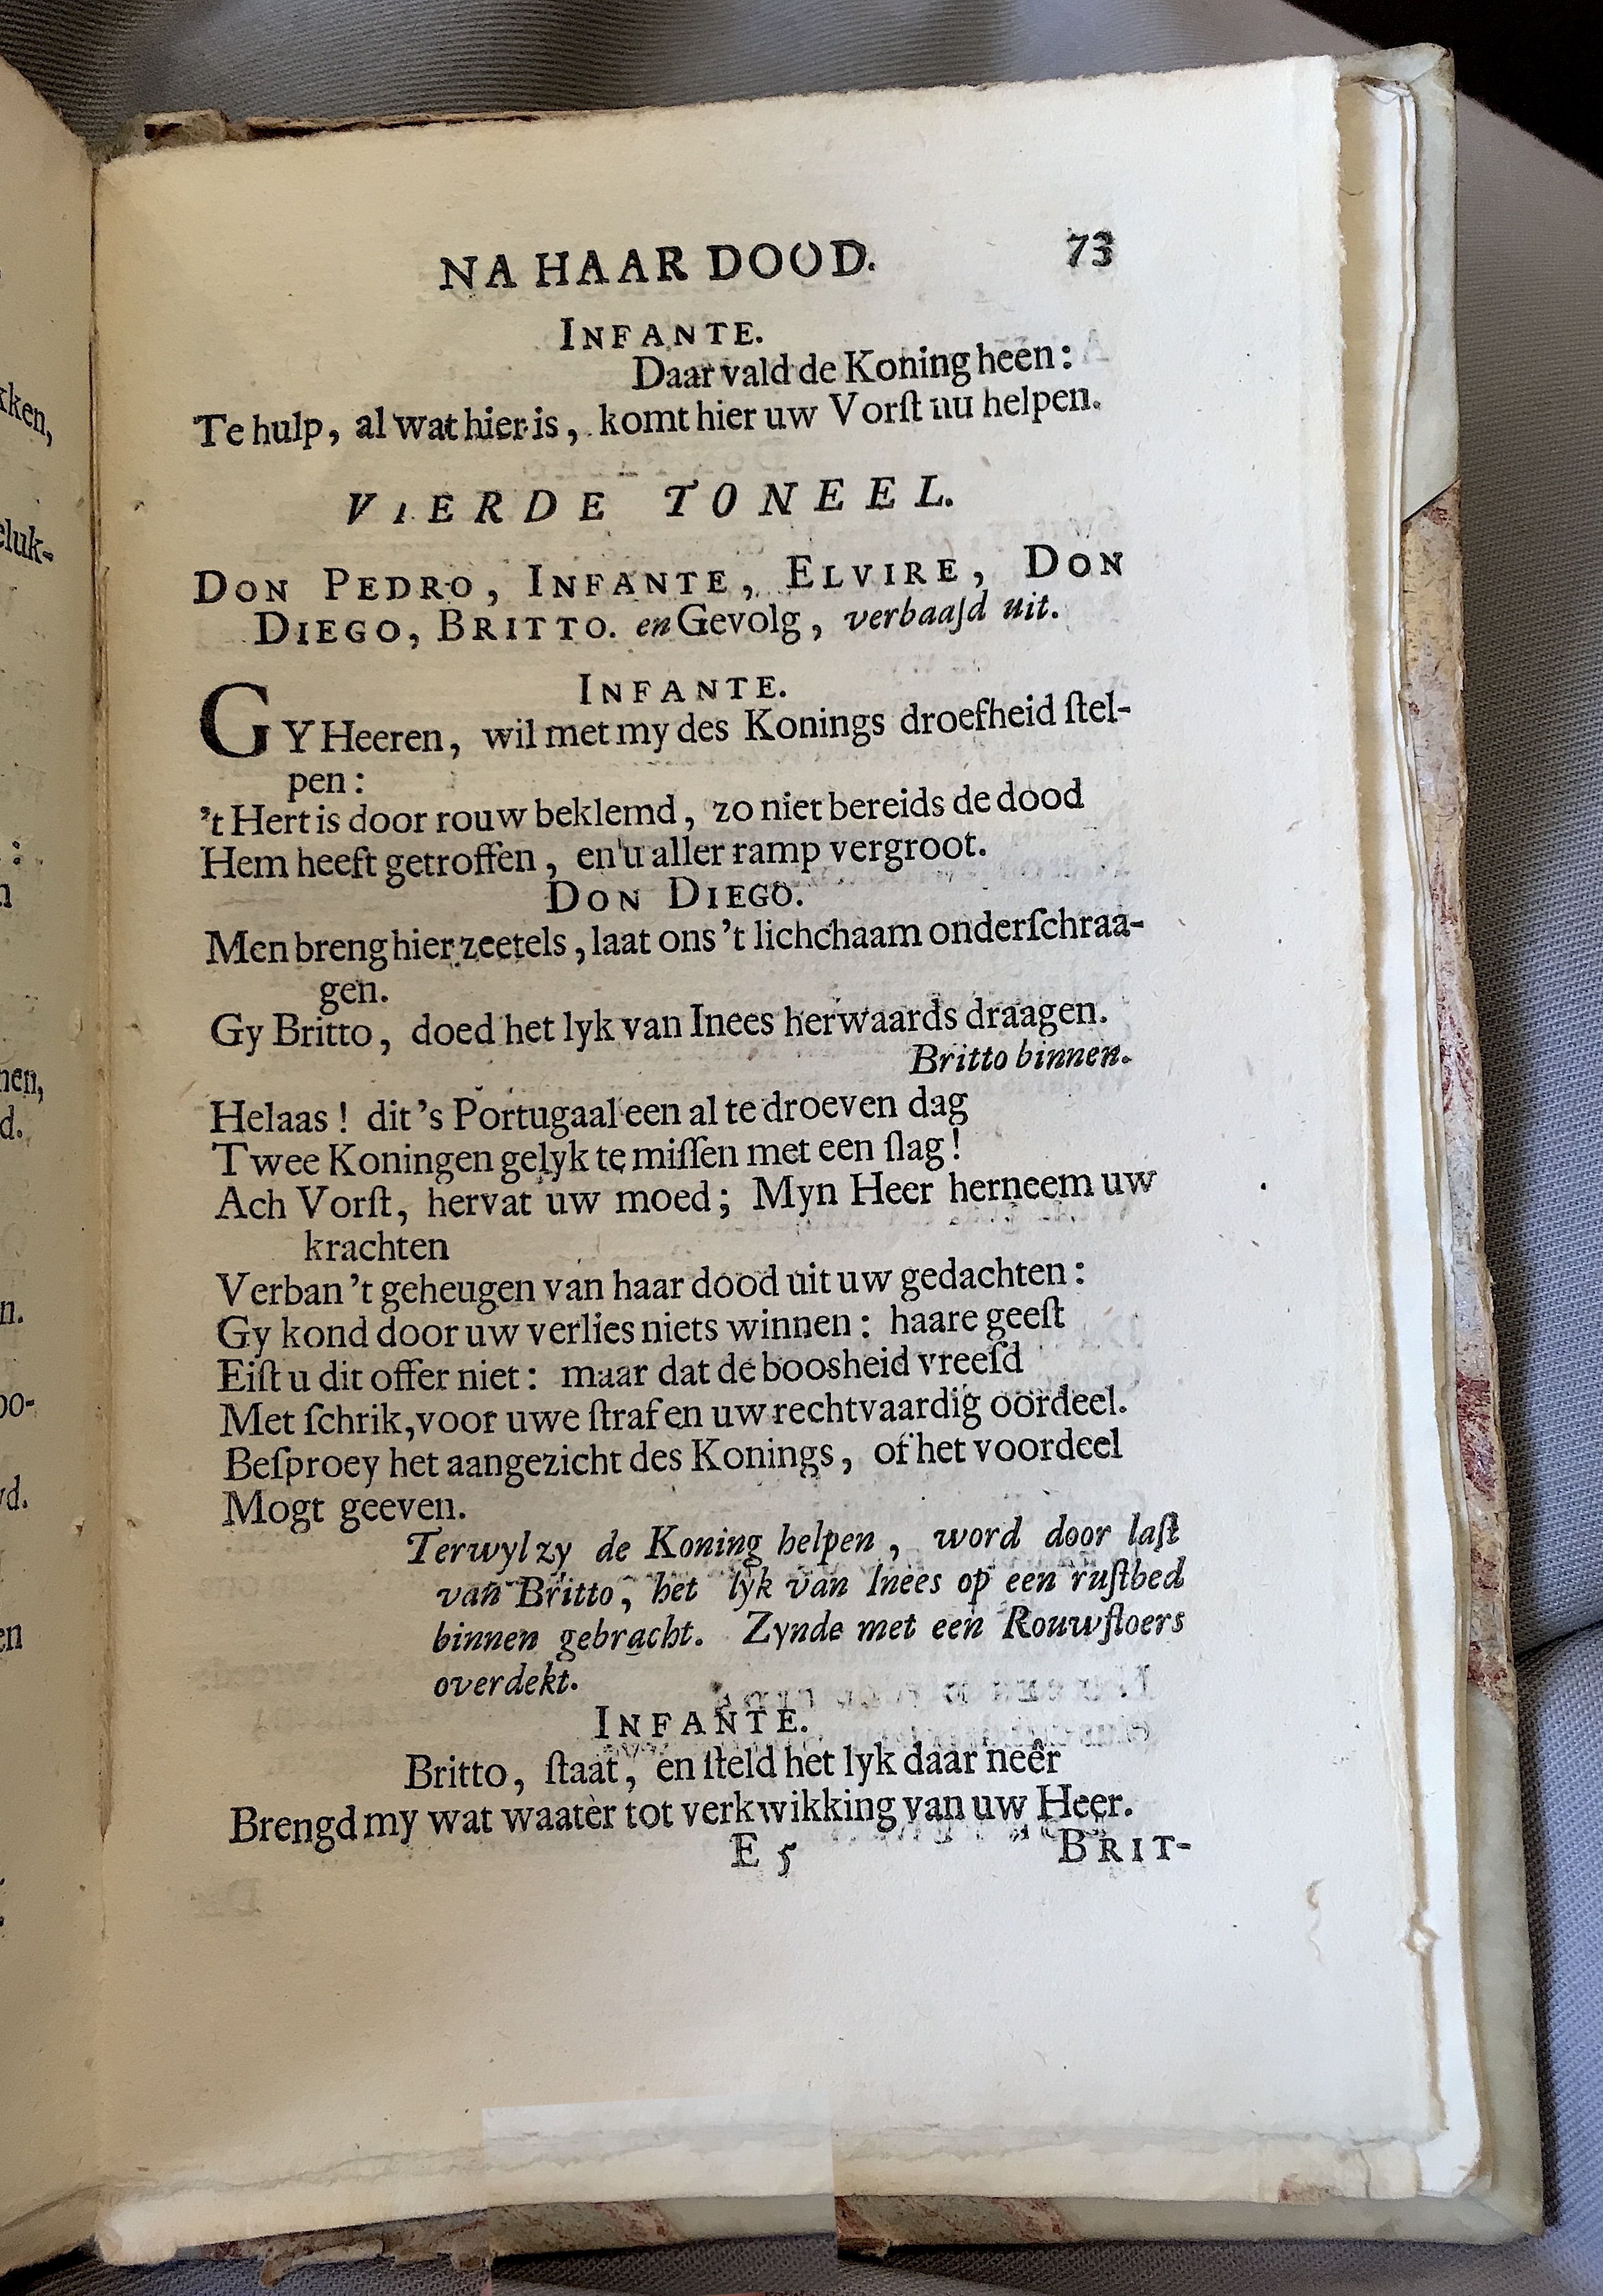 NA HAAR DOOD. 73
INFANTE.
Daar vald de Koning heen:
Te hulp, al wat hier is, komt hier uw Vorſt nu helpen.
VIERDE TONEEL.
DON PEDRO, INFANTE, ELVIRE, DON
DIEGO, BRITTO. en Gevolg, verbaaſd uit.
INFANTE.
GY Heeren, wil met my des Konings droefheid ſtel-
pen:
't Hert is door rouw beklemd, zo niet bereids de dood
Hem heeft getroffen, en u aller ramp vergroot.
DON DIEGO.
Men breng hier zeetels, laat ons 't lichchaam onderſchraa-
gen.
Gy Britto, doed het lyk van Inees herwaards draagen.
Britto binnen.
Helaas! dit 's Portugaal een al te droeven dag
Twee Koningen gelyk te miſſen met een ſlag!
Ach Vorſt, hervat uw moed; Myn Heer herneem uw
krachten
Verban 't geheugen van haar dood uit uw gedachten:
Gy kond door uw verlies niets winnen: haare geeſt
Eiſt u dit offer niet: maar dat de boosheid vreeſd
Met ſchrik, voor uwe ſtraf en uw rechtvaardig oordeel.
Beſproey het aangezicht des Konings, of het voordeel
Mogt geeven.
Terwyl zy de Koning helpen, word door laſt
van Britto, het lyk van Inees op een ruſtbed
binnen gebracht. Zynde met een Rouwfloers
overdekt.
INFANTE.
Britto, ſtaat, en ſteld het lyk daar neêr
Brengd my wat waater tot verkwikking van uw Heer.
E 5 BRIT-
kken,
eluk-
nen,
d.
n.
oo-
yd.
en